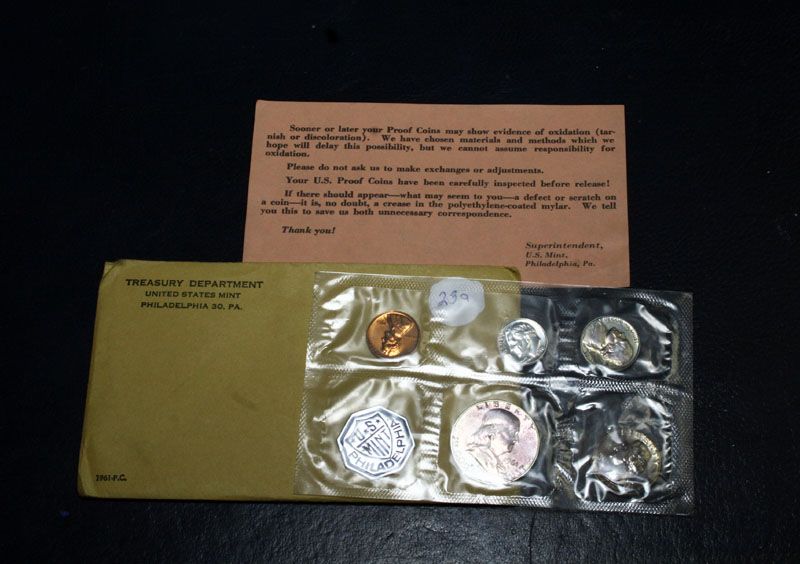 Sooner or later your Proof Coins may show evidence of oxidation (tar-
nish or discoloration). We have chosen materials and methods which we
hope will delay this possibility, but we cannot assume responsibility for
oxidation.
Please do not ask us to make exchanges or adjustments.
Your U.S. Proof Coins have been carefully inspected before release!
If there should appear—what may seem to you—a defect or scratch on
a coin—it is, no doubt, a crease in the polyethylene-coated mylar. We tell
you this to save us both unnecessary correspondence.
Thank you!
Superintendent,
U.S. Mint,
Philadelphia, Pa.
TREASURY DEPARTMENT
UNITED STATES MINT
PHILADELPHIA 30, PA.
1961-P.C.
239
U.S.
MINT
PHILADELPHIA
LIBERTY